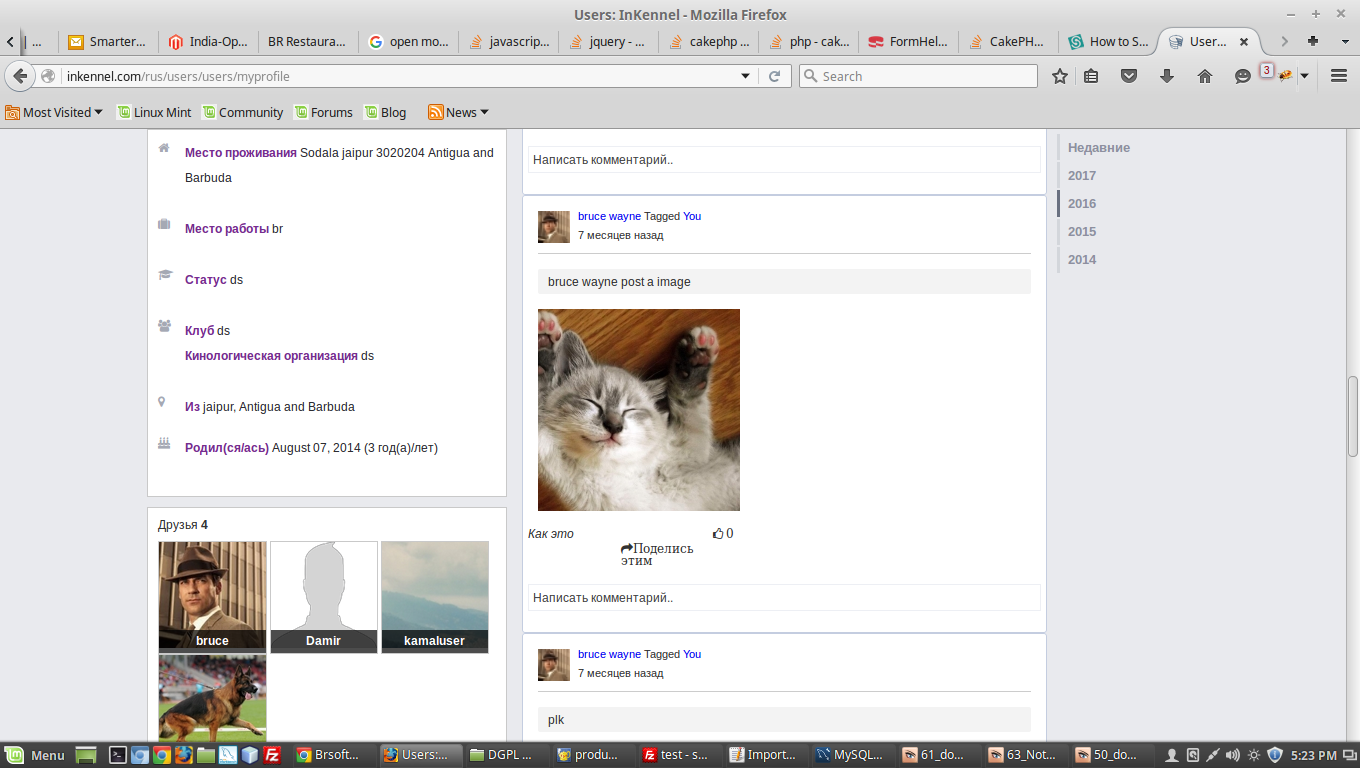 Users: InKennel - Mozilla Firefox
...
Smarter...
India-Op...
BR Restaura...
open mo...
javascrip...
jquery - ...
cakephp ...
php - cak...
FormHel...
CakePH...
How to S...
User...
inkennel.com/rus/users/users/myprofile
Search
3
Most Visited
Linux Mint
Community
Forums
Blog
News
Место проживания Sodala jaipur 3020204 Antigua and
Barbuda
Место работы br
Статус ds
Клуб ds
Кинологическая организация ds
Из jaipur, Antigua and Barbuda
Родил(ся/ась) August 07, 2014 (3 год(а)/лет)
Друзья 4
bruce
Damir
kamaluser
Написать комментарий..
bruce wayne Tagged You
7 месяцев назад
bruce wayne post a image
Как это
Поделись
этим
0
Написать комментарий..
bruce wayne Tagged You
7 месяцев назад
plk
Недавние
2017
2016
2015
2014
Menu
Brsoft...
Users:...
DGPL ...
produ...
test - s...
Import...
MySQL...
61_do...
63_Not...
50_do...
5:23 PM